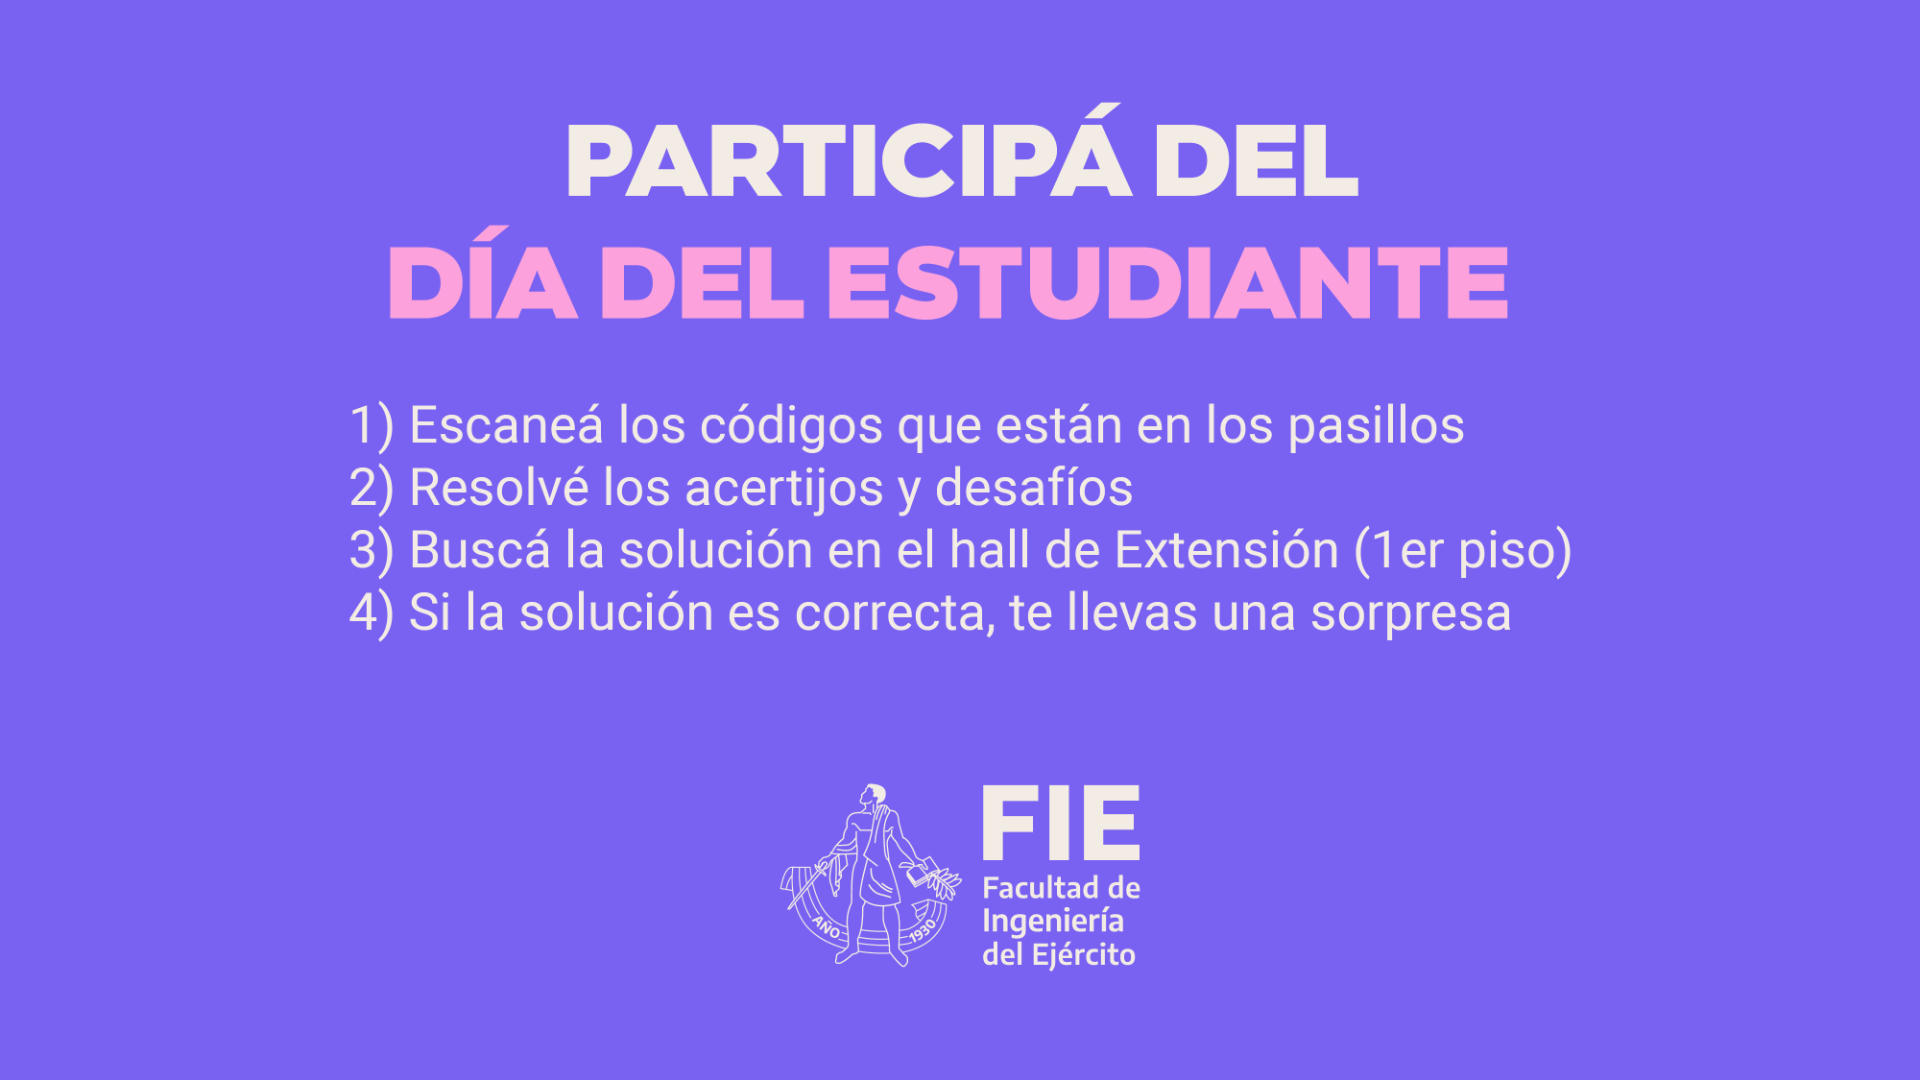 PARTICIPÁ DEL
DÍA DEL ESTUDIANTE
1) Escaneá los códigos que están en los pasillos
2) Resolvé los acertijos y desafíos
3) Buscá la solución en el hall de Extensión (1er piso)
4) Si la solución es correcta, te llevas una sorpresa
FIE
Facultad de
Ingeniería
del Ejército
AÑO 1930